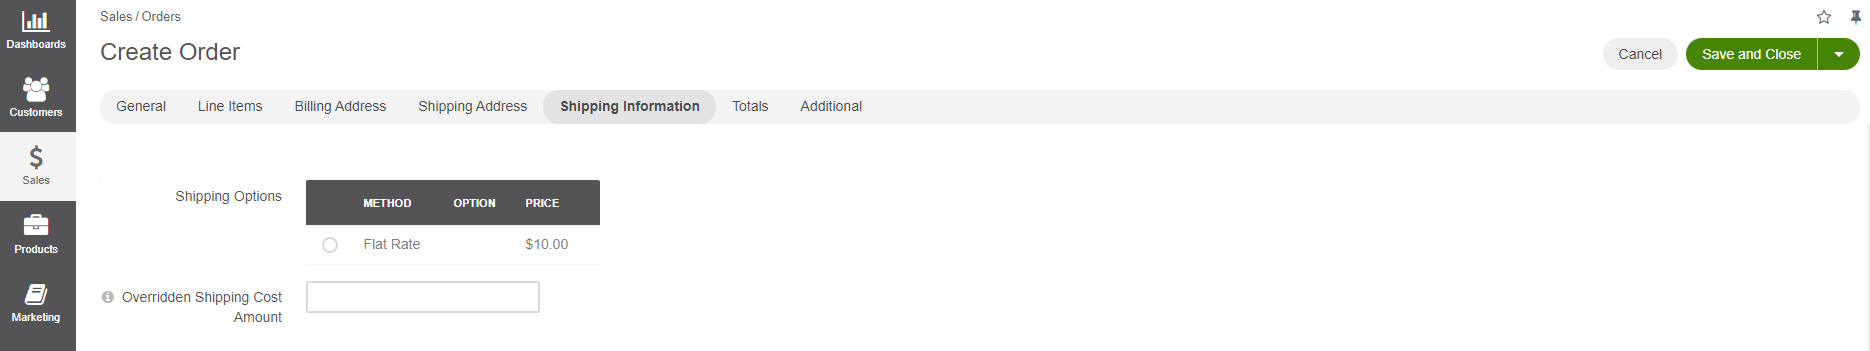 Dashboards
Customers
Sales
Products
Marketing
Sales / Orders
Create Order
Cancel
Save and Close
General Line Items Billing Address Shipping Address Shipping Information Totals Additional
Shipping Options
METHOD OPTION PRICE
Flat Rate $10.00
Overridden Shipping Cost
Amount